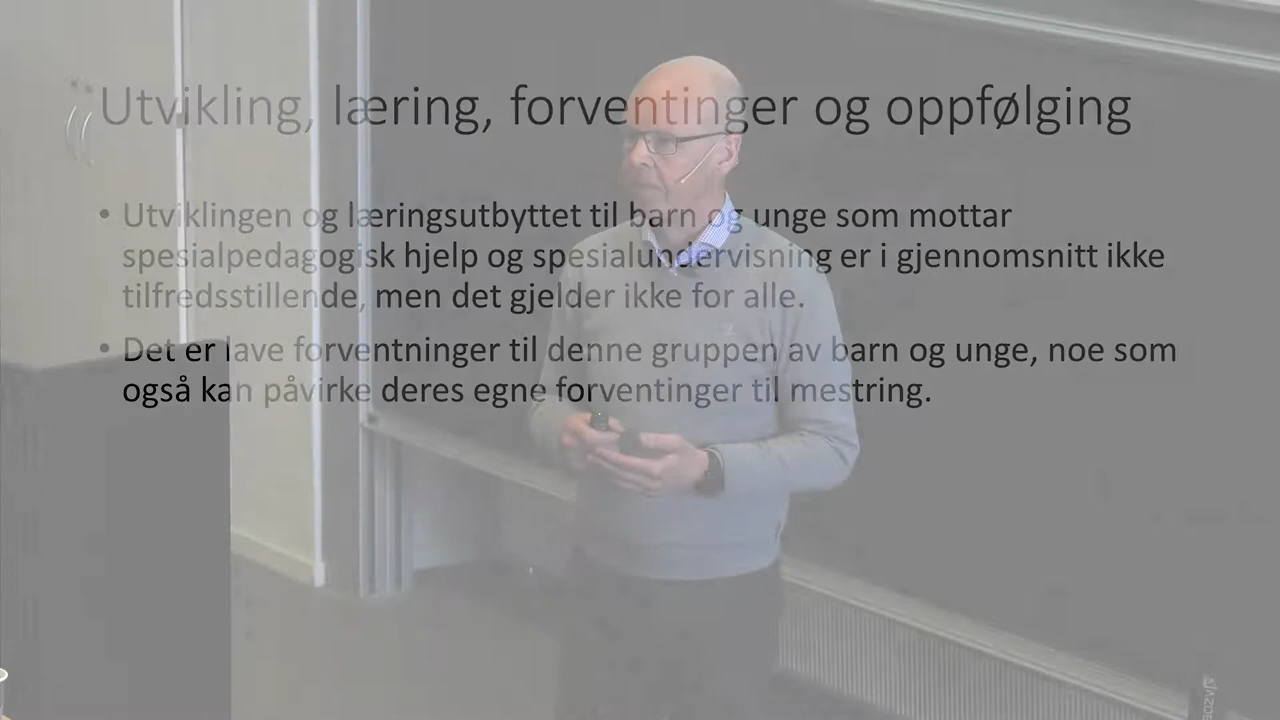 Utvikling, læring, forventinger og oppfølging
• Utviklingen og læringsutbyttet til barn og unge som mottar
spesialpedagogisk hjelp og spesialundervisning er i gjennomsnitt ikke
tilfredsstillende, men det gjelder ikke for alle.
• Det er lave forventninger til denne gruppen av barn og unge, noe som
også kan påvirke deres egne forventinger til mestring.